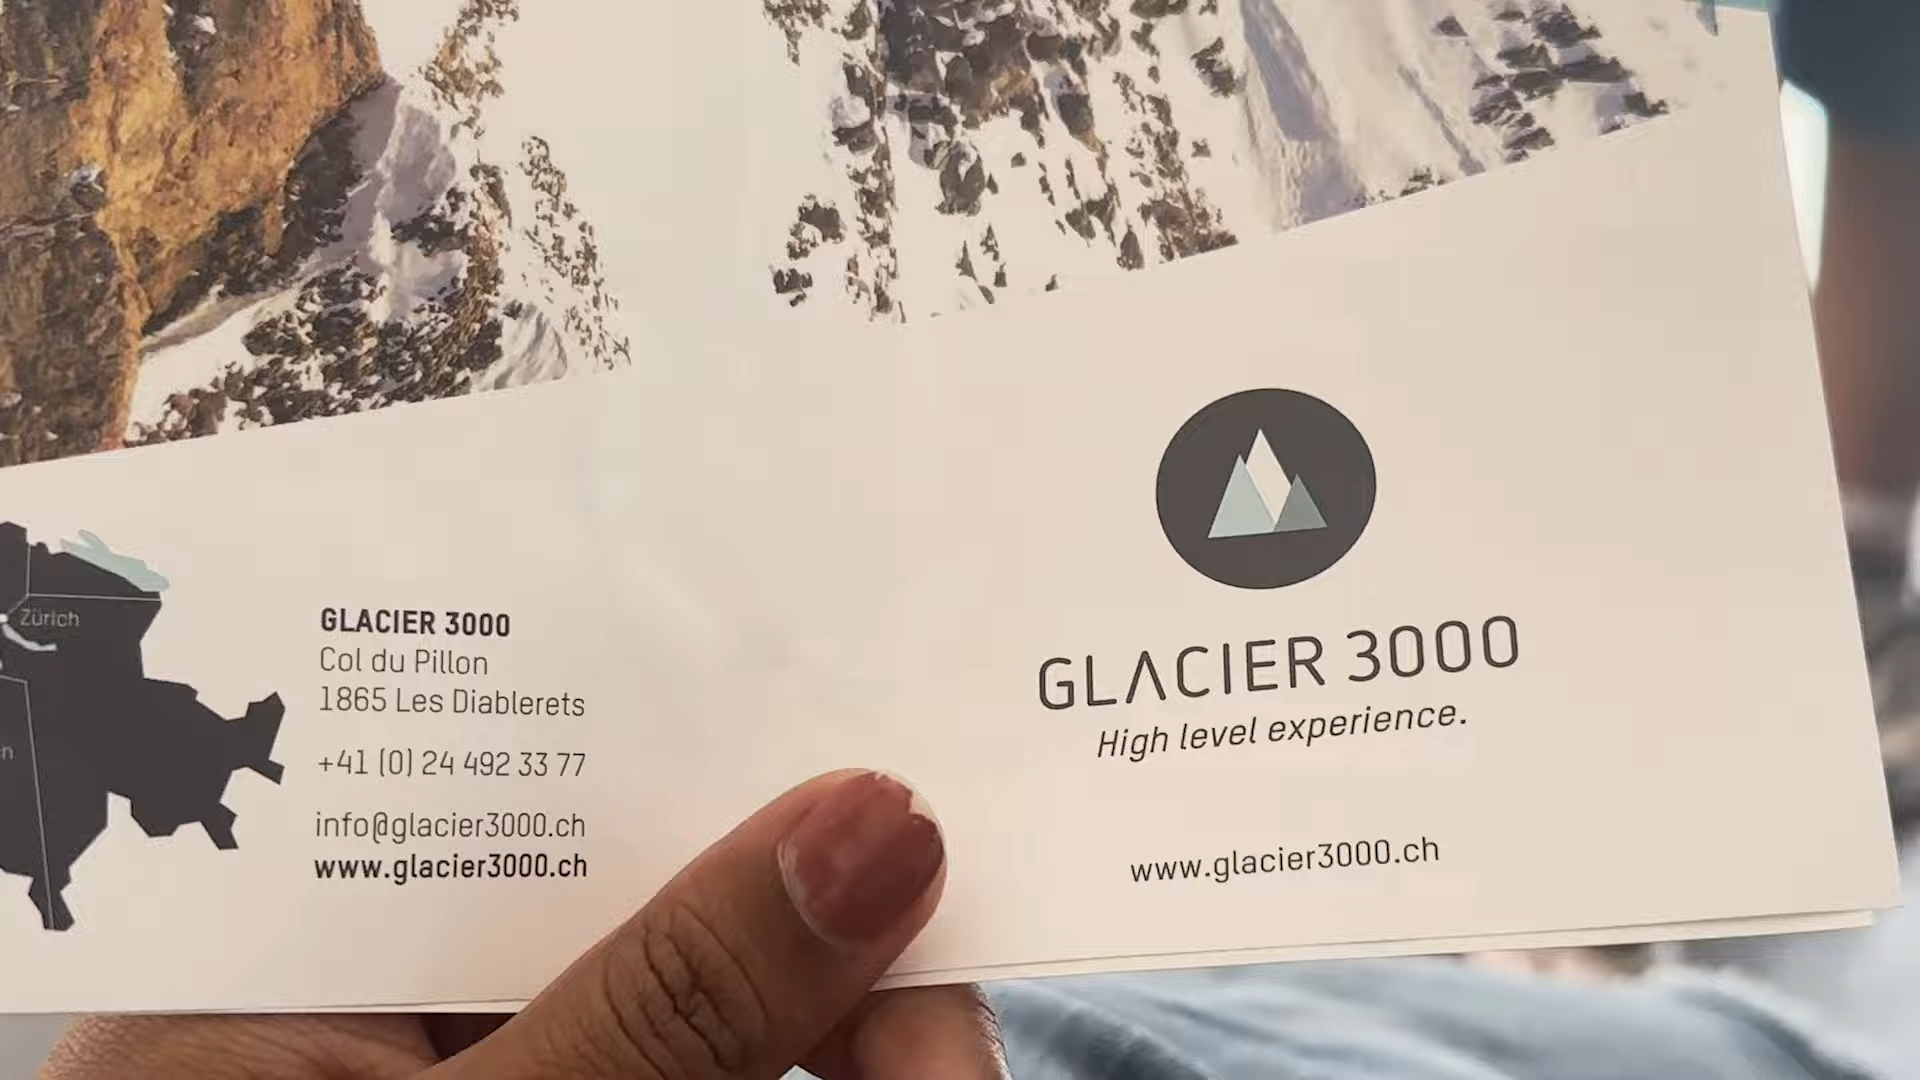 Zürich
n
GLACIER 3000
Col du Pillon
1865 Les Diablerets
+41 (0) 24 492 33 77
info@glacier3000.ch
www.glacier3000.ch
GLACIER 3000
High level experience.
www.glacier3000.ch